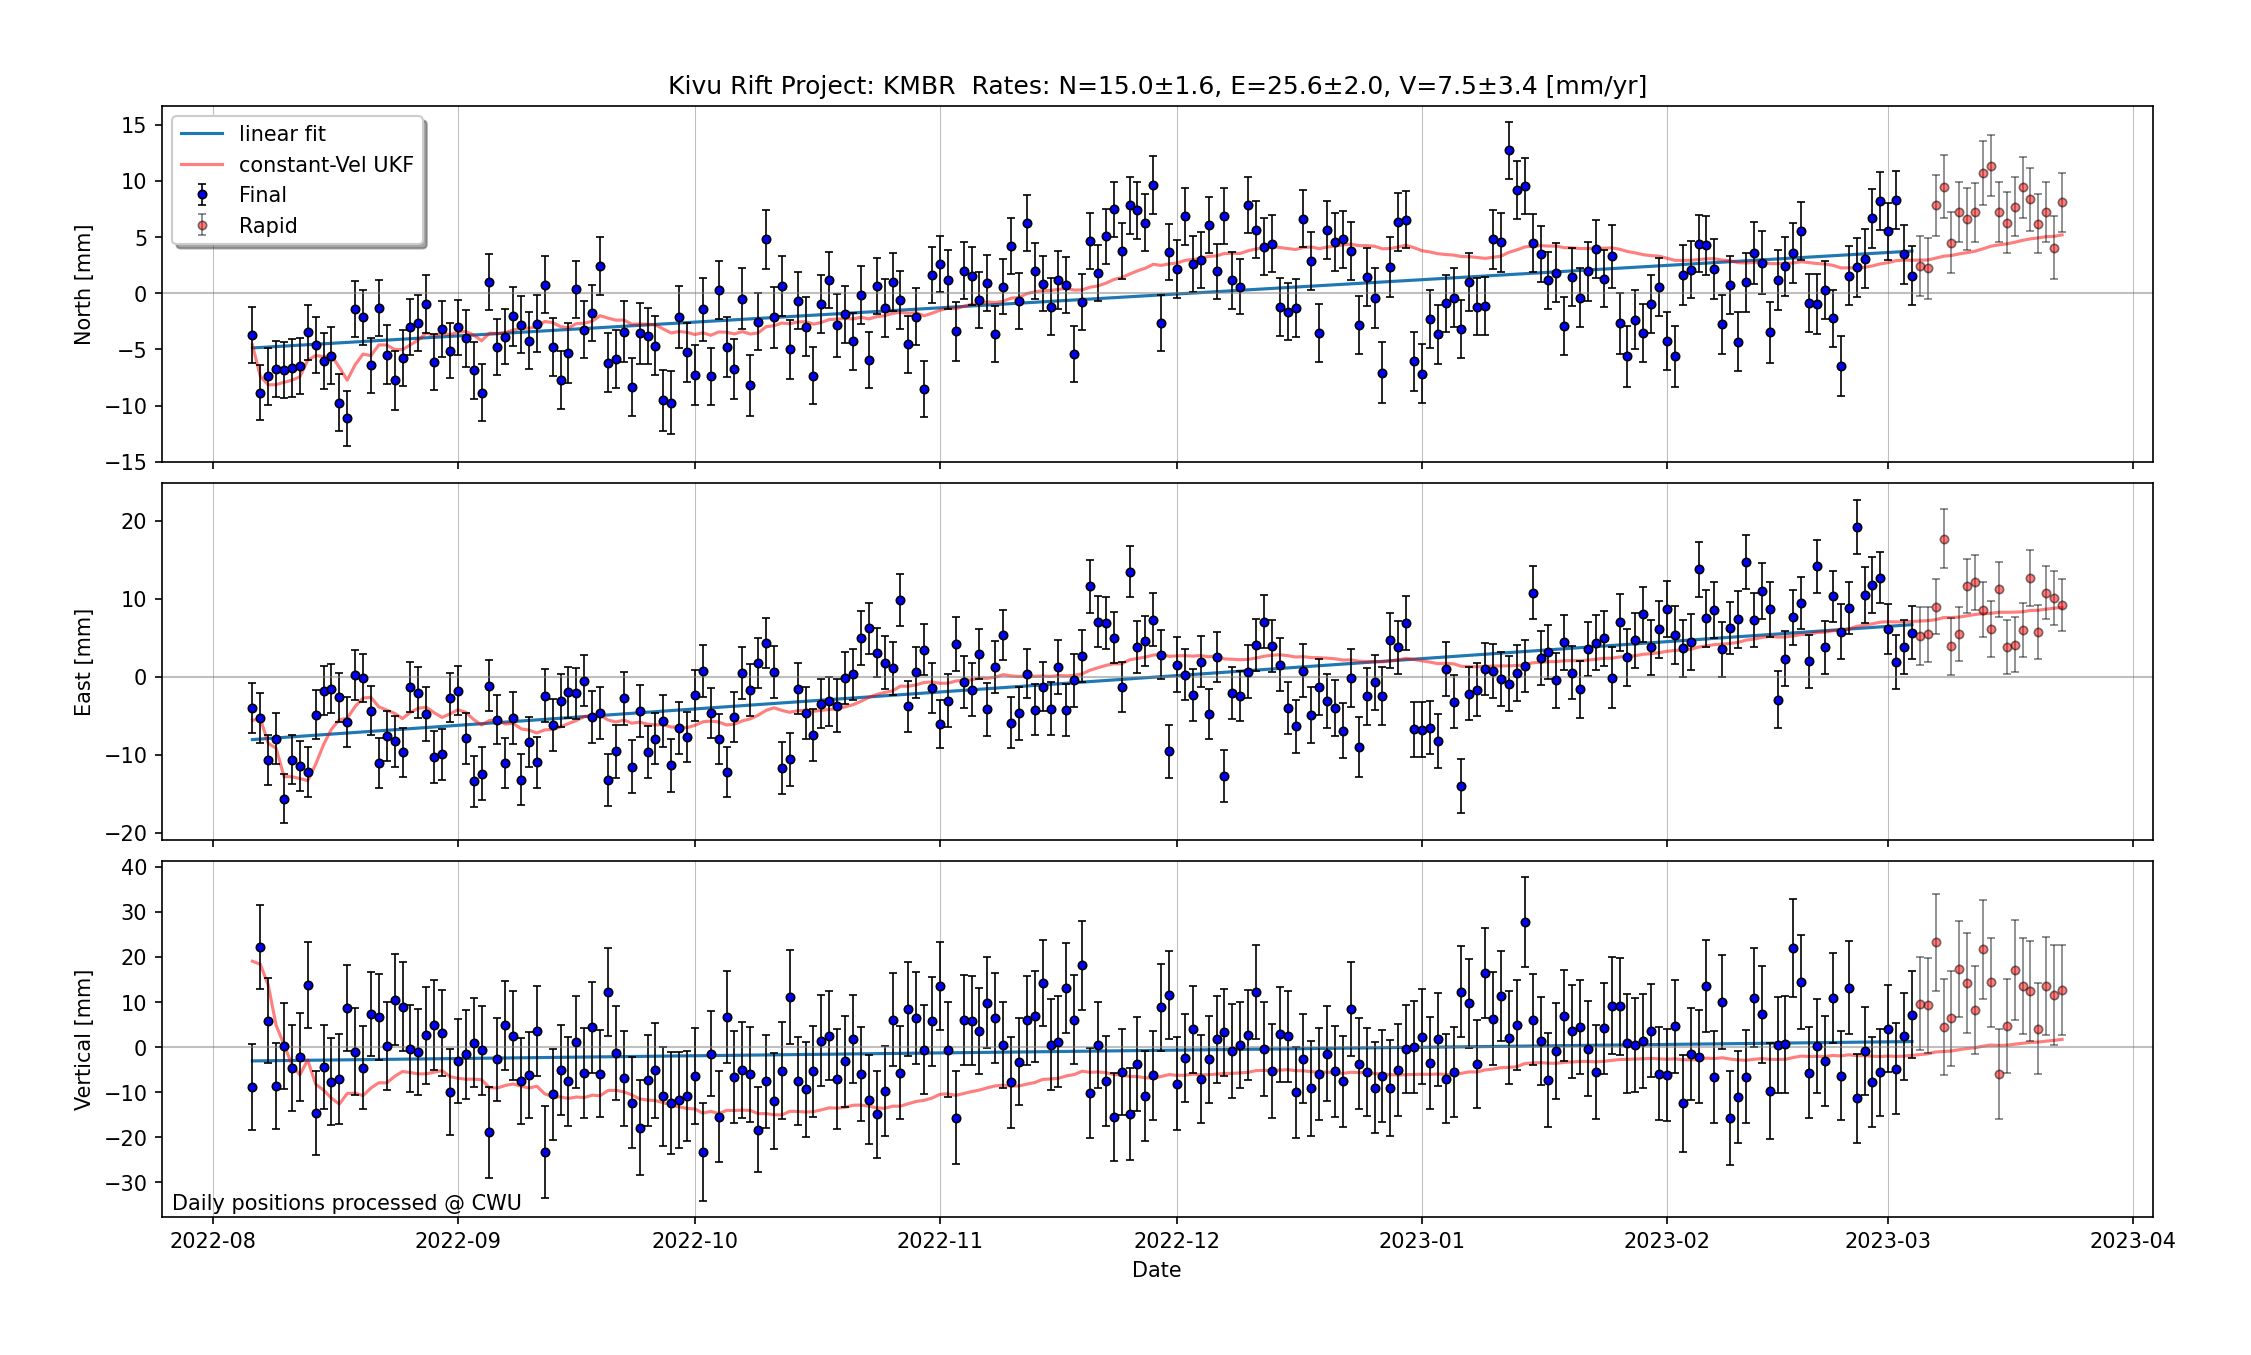 Kivu Rift Project: KMBR  Rates: N=15.0±1.6, E=25.6±2.0, V=7.5±3.4 [mm/yr]
linear fit
constant-Vel UKF
Final
Rapid
North [mm]
15
10
5
0
−5
−10
−15
East [mm]
20
10
0
−10
−20
Vertical [mm]
40
30
20
10
0
−10
−20
−30
Daily positions processed @ CWU
2022-08 2022-09 2022-10 2022-11 2022-12 2023-01 2023-02 2023-03 2023-04
Date